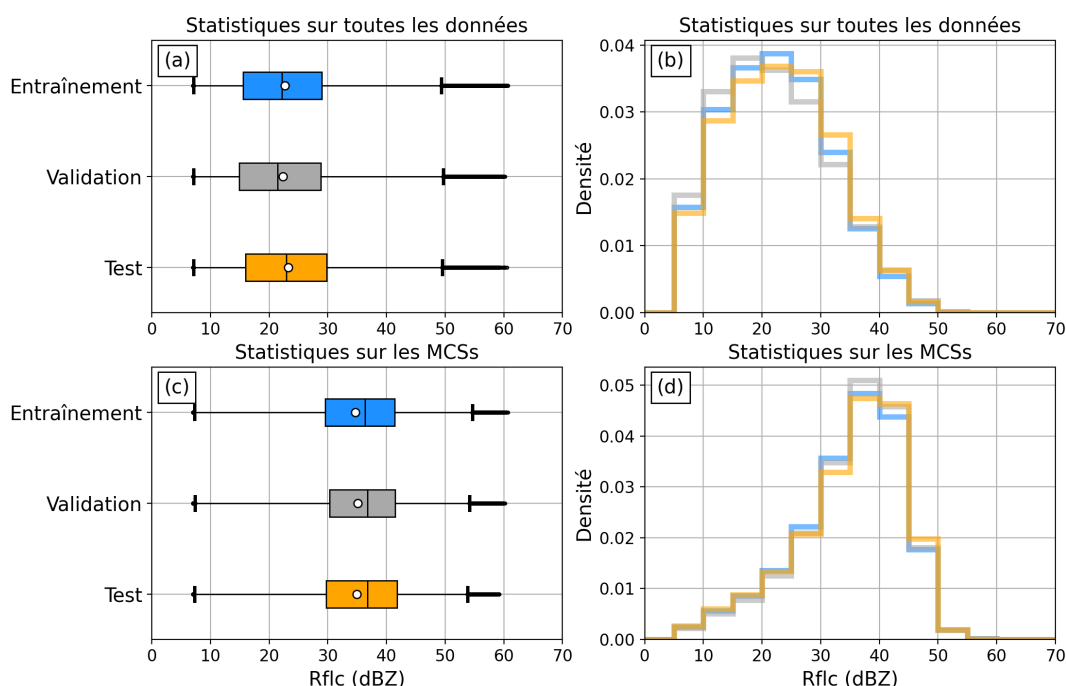 Statistiques sur toutes les données
(a)
Entraînement
Validation
Test
0 10 20 30 40 50 60 70
Statistiques sur toutes les données
(b)
Densité
0.04
0.03
0.02
0.01
0.00
0 10 20 30 40 50 60 70
Statistiques sur les MCSs
(c)
Entraînement
Validation
Test
0 10 20 30 40 50 60 70
Rflc (dBZ)
Statistiques sur les MCSs
(d)
Densité
0.05
0.04
0.03
0.02
0.01
0.00
0 10 20 30 40 50 60 70
Rflc (dBZ)